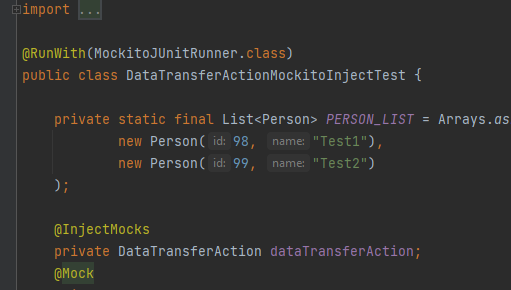 import ...
@RunWith(MockitoJUnitRunner.class)
public class DataTransferActionMockitoInjectTest {
private static final List<Person> PERSON_LIST = Arrays.as
new Person( id: 98, name: "Test1"),
new Person( id: 99, name: "Test2")
);
@InjectMocks
private DataTransferAction dataTransferAction;
@Mock